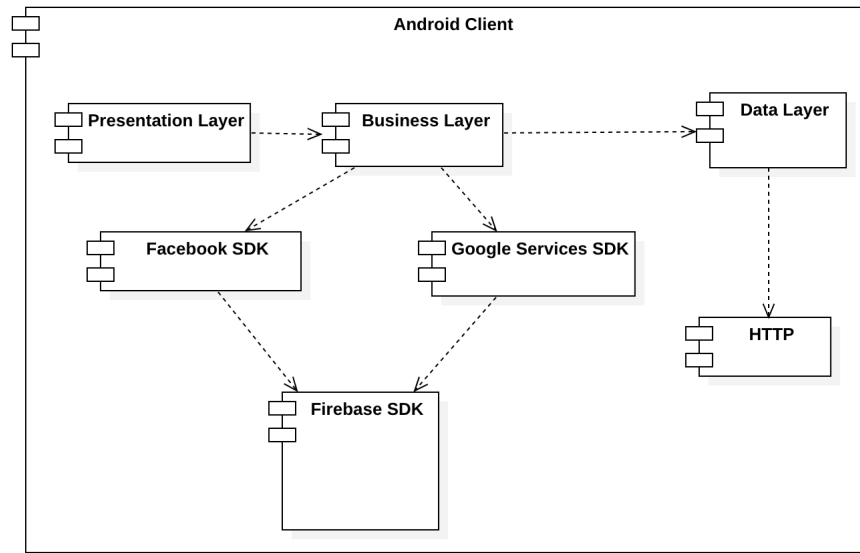 Android Client
Presentation Layer
Business Layer
Data Layer
Facebook SDK
Google Services SDK
HTTP
Firebase SDK